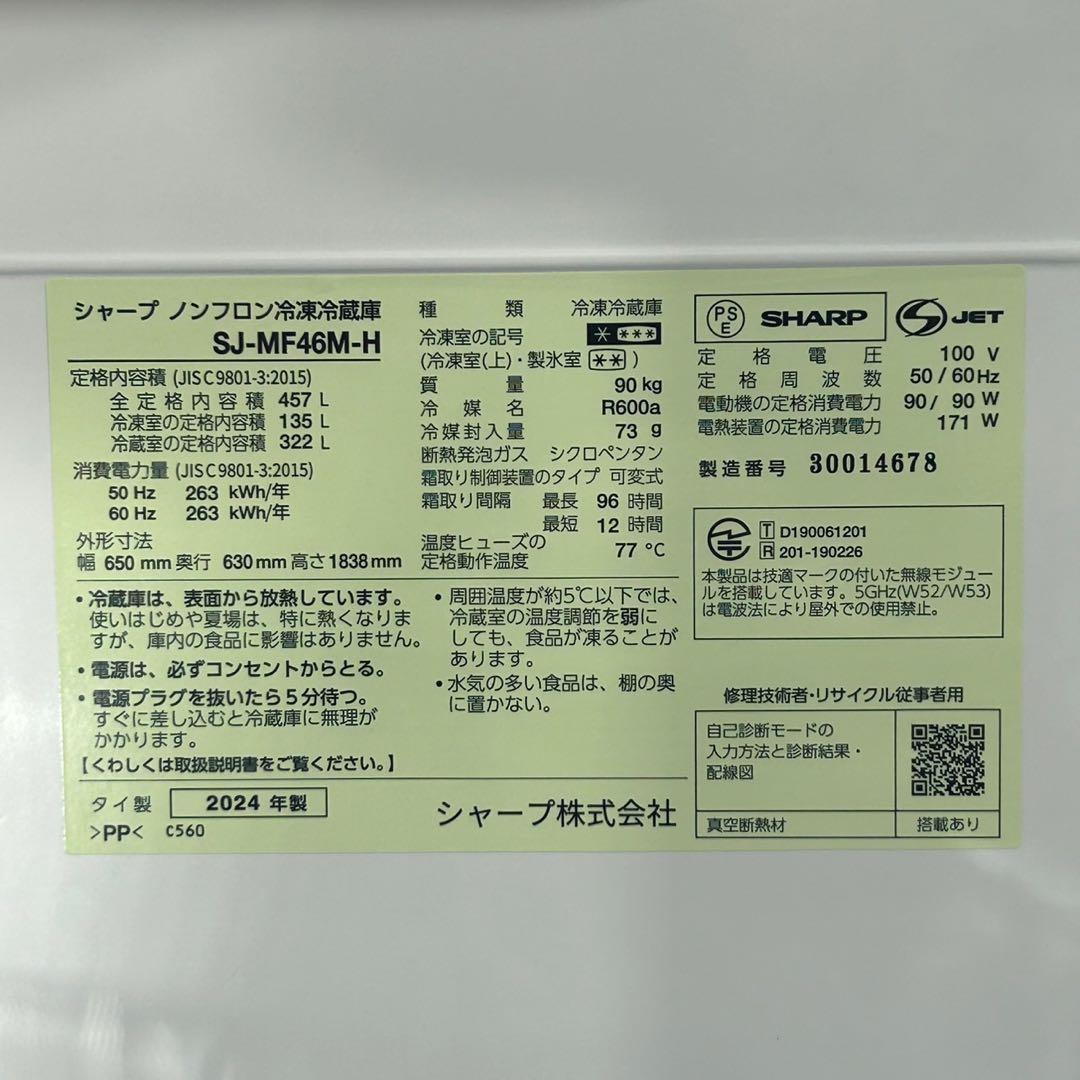 シャープ ノンフロン冷凍冷蔵庫
SJ-MF46M-H
定格内容積 (JIS C 9801-3:2015)
全定格内容積 457 L
冷凍室の定格内容積 135 L
冷蔵室の定格内容積 322 L
消費電力量 (JIS C 9801-3:2015)
50 Hz 263 kWh/年
60 Hz 263 kWh/年
外形寸法
幅 650 mm 奥行 630 mm 高さ 1838 mm
種類 冷凍冷蔵庫
冷凍室の記号 * ***
(冷凍室(上)・製氷室 ** )
質量 90 kg
冷媒名 R600a
冷媒封入量 73 g
断熱発泡ガス シクロペンタン
霜取り制御装置のタイプ 可変式
霜取り間隔 最長 96 時間
最短 12 時間
温度ヒューズの
定格動作温度 77 ℃
PSE SHARP JET
定格電圧 100 V
定格周波数 50 / 60 Hz
電動機の定格消費電力 90 / 90 W
電熱装置の定格消費電力 171 W
製造番号 30014678
T D190061201
R 201-190226
本製品は技適マークの付いた無線モジュー
ルを搭載しています。5GHz(W52/W53)
は電波法により屋外での使用禁止。
・冷蔵庫は、表面から放熱しています。
使いはじめや夏場は、特に熱くなりま
すが、庫内の食品に影響はありません。
・電源は、必ずコンセントからとる。
・電源プラグを抜いたら5分待つ。
すぐに差し込むと冷蔵庫に無理が
かかります。
【くわしくは取扱説明書をご覧ください。】
・周囲温度が約5℃以下では、
冷蔵室の温度調節を弱に
しても、食品が凍ることが
あります。
・水気の多い食品は、棚の奥
に置かない。
修理技術者・リサイクル従事者用
自己診断モードの
入力方法と診断結果・
配線図
真空断熱材 搭載あり
タイ製 2024 年製
>PP< C560
シャープ株式会社